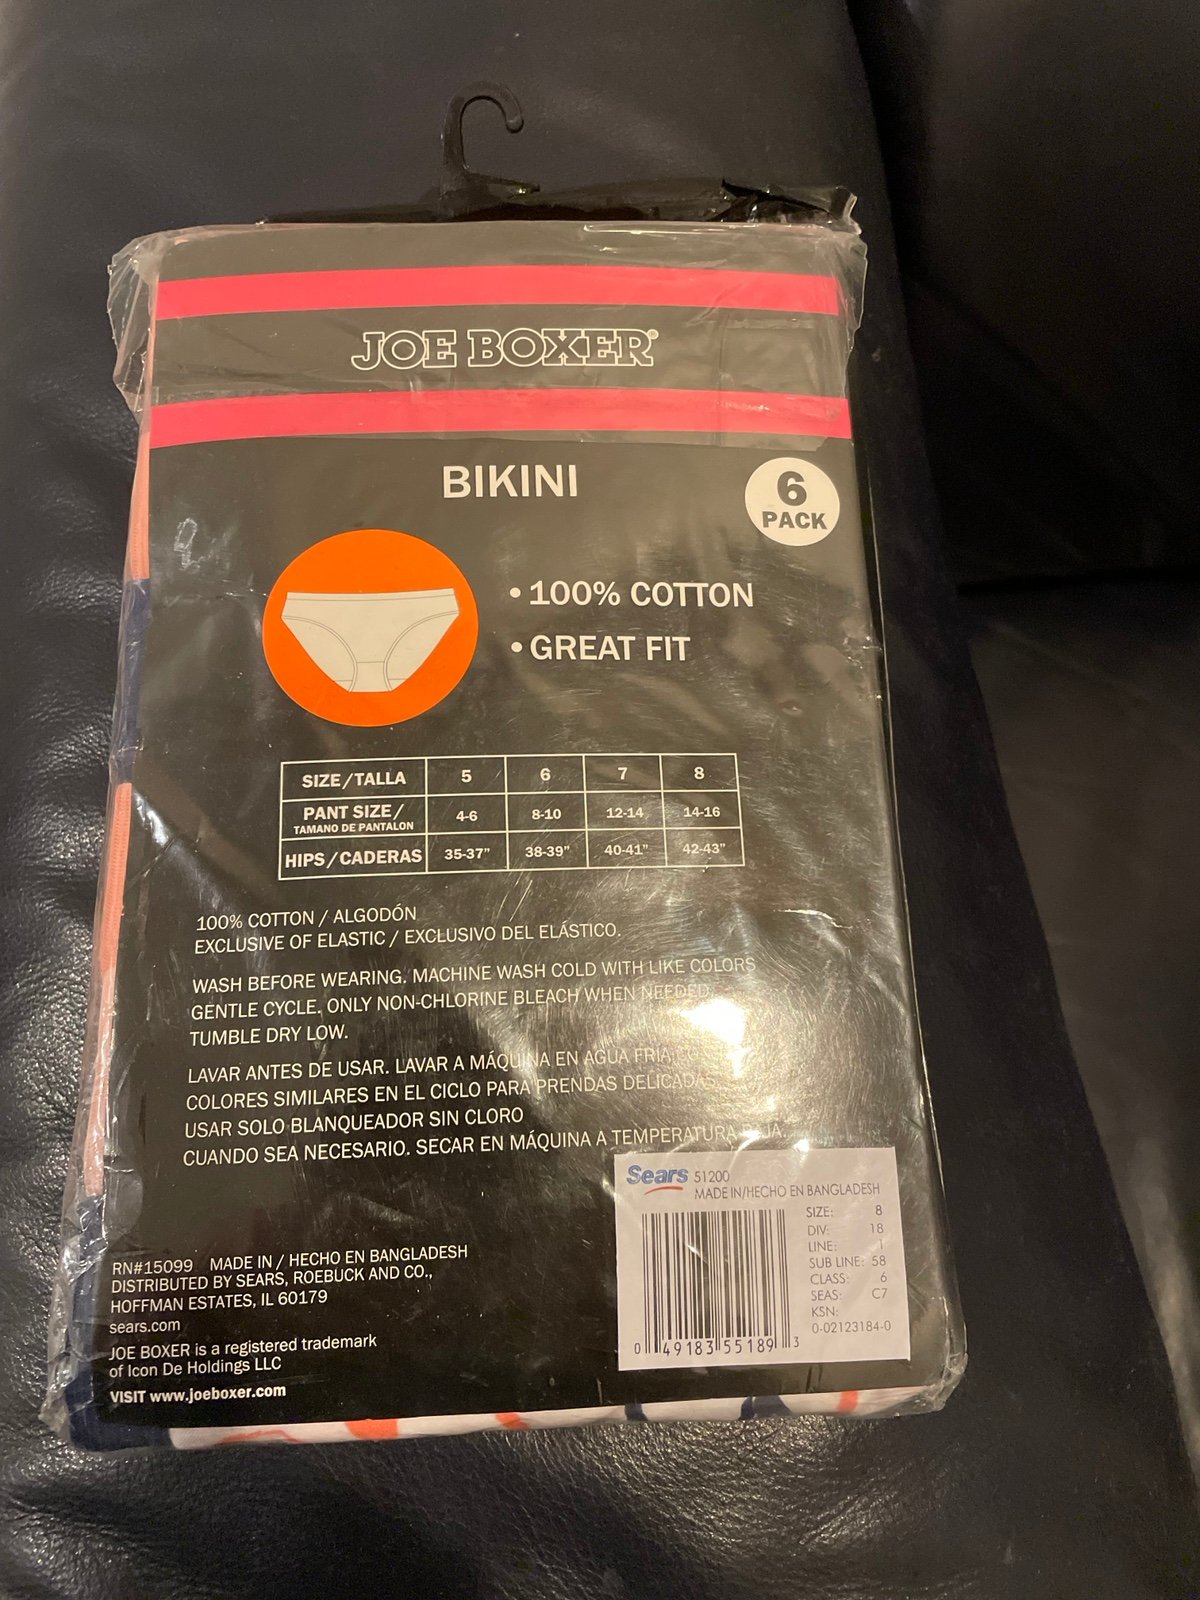 JOE BOXER®
BIKINI
6
PACK
• 100% COTTON
• GREAT FIT
SIZE/TALLA 5 6 7 8
PANT SIZE/
TAMANO DE PANTALON 4-6 8-10 12-14 14-16
HIPS/CADERAS 35-37" 38-39" 40-41" 42-43"
100% COTTON / ALGODÓN
EXCLUSIVE OF ELASTIC / EXCLUSIVO DEL ELÁSTICO.
WASH BEFORE WEARING. MACHINE WASH COLD WITH LIKE COLORS
GENTLE CYCLE. ONLY NON-CHLORINE BLEACH WHEN NEEDED
TUMBLE DRY LOW.
LAVAR ANTES DE USAR. LAVAR A MÁQUINA EN AGUA FRIA
COLORES SIMILARES EN EL CICLO PARA PRENDAS DELICADAS
USAR SOLO BLANQUEADOR SIN CLORO
CUANDO SEA NECESARIO. SECAR EN MÁQUINA A TEMPERATURA BAJA.
RN#15099 MADE IN / HECHO EN BANGLADESH
DISTRIBUTED BY SEARS, ROEBUCK AND CO.,
HOFFMAN ESTATES, IL 60179
sears.com
JOE BOXER is a registered trademark
of Icon De Holdings LLC
VISIT www.joeboxer.com
Sears 51200
MADE IN/HECHO EN BANGLADESH
SIZE: 8
DIV: 18
LINE: 1
SUB LINE: 58
CLASS: 6
SEAS: C7
KSN:
0-02123184-0
0 49183 55189 3